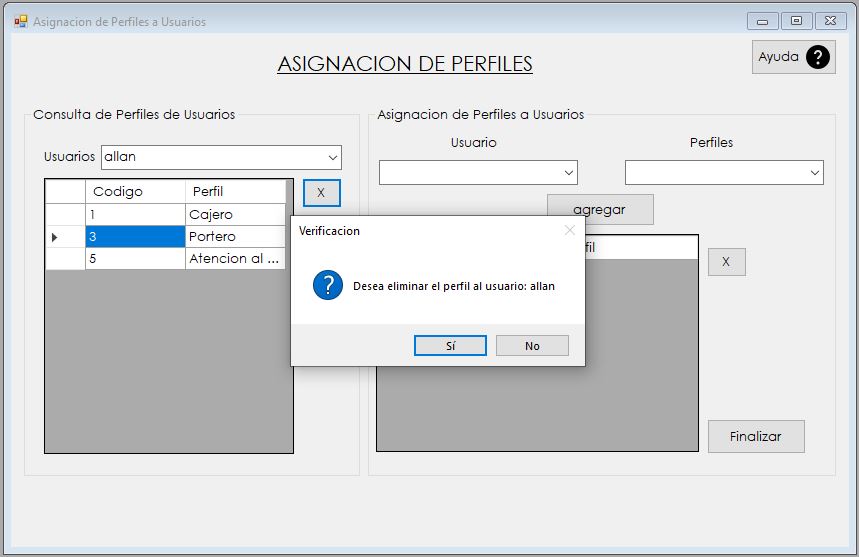 Asignacion de Perfiles a Usuarios
ASIGNACION DE PERFILES
Ayuda ?
Consulta de Perfiles de Usuarios
Usuarios allan
X
Codigo Perfil
1 Cajero
3 Portero
5 Atencion al ...
Asignacion de Perfiles a Usuarios
Usuario Perfiles
agregar
fil
X
Finalizar
Verificacion
? Desea eliminar el perfil al usuario: allan
Sí No